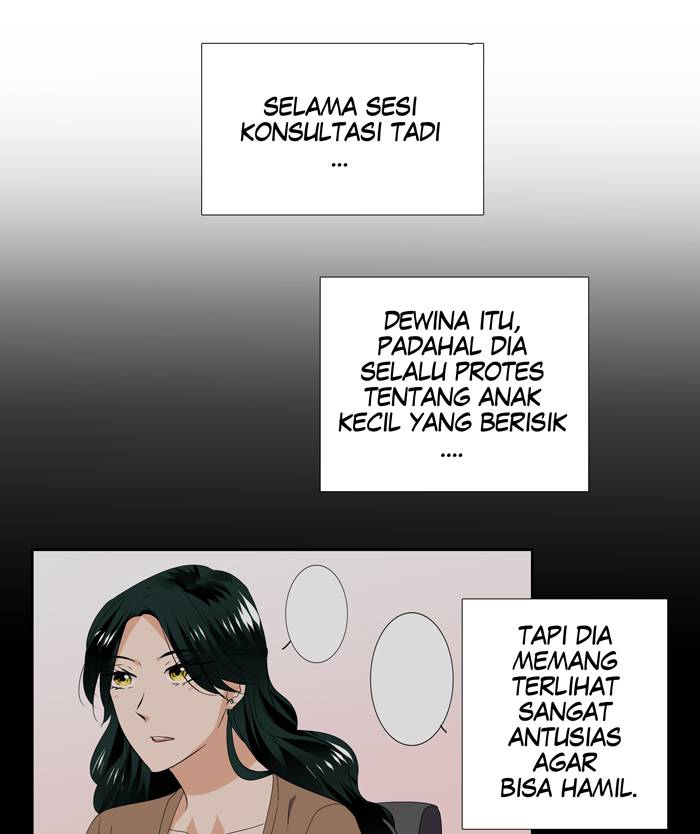 SELAMA SESI
KONSULTASI TADI
...
DEWINA ITU,
PADAHAL DIA
SELALU PROTES
TENTANG ANAK
KECIL YANG BERISIK
....
TAPI DIA
MEMANG
TERLIHAT
SANGAT
ANTUSIAS
AGAR
BISA HAMIL.